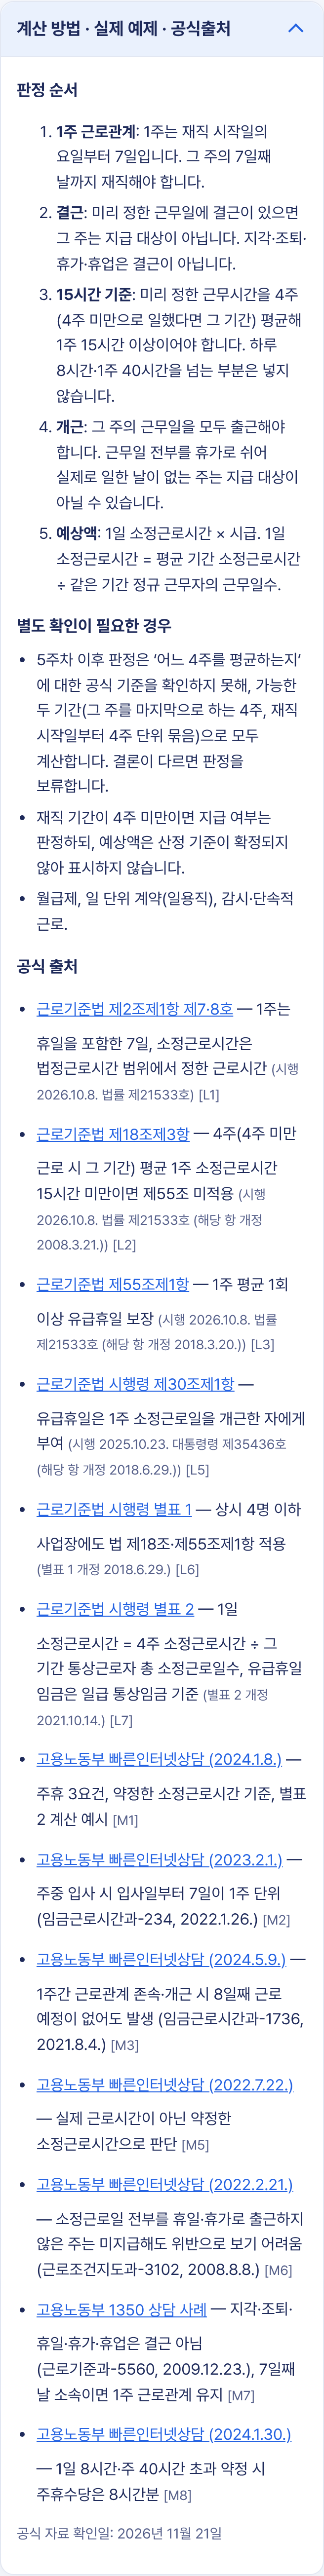 계산 방법 · 실제 예제 · 공식출처
판정 순서
1. 1주 근로관계: 1주는 재직 시작일의
요일부터 7일입니다. 그 주의 7일째
날까지 재직해야 합니다.
2. 결근: 미리 정한 근무일에 결근이 있으면
그 주는 지급 대상이 아닙니다. 지각·조퇴·
휴가·휴업은 결근이 아닙니다.
3. 15시간 기준: 미리 정한 근무시간을 4주
(4주 미만으로 일했다면 그 기간) 평균해
1주 15시간 이상이어야 합니다. 하루
8시간·1주 40시간을 넘는 부분은 넣지
않습니다.
4. 개근: 그 주의 근무일을 모두 출근해야
합니다. 근무일 전부를 휴가로 쉬어
실제로 일한 날이 없는 주는 지급 대상이
아닐 수 있습니다.
5. 예상액: 1일 소정근로시간 × 시급. 1일
소정근로시간 = 평균 기간 소정근로시간
÷ 같은 기간 정규 근무자의 근무일수.
별도 확인이 필요한 경우
• 5주차 이후 판정은 ‘어느 4주를 평균하는지’
에 대한 공식 기준을 확인하지 못해, 가능한
두 기간(그 주를 마지막으로 하는 4주, 재직
시작일부터 4주 단위 묶음)으로 모두
계산합니다. 결론이 다르면 판정을
보류합니다.
• 재직 기간이 4주 미만이면 지급 여부는
판정하되, 예상액은 산정 기준이 확정되지
않아 표시하지 않습니다.
• 월급제, 일 단위 계약(일용직), 감시·단속적
근로.
공식 출처
• 근로기준법 제2조제1항 제7·8호 — 1주는
휴일을 포함한 7일, 소정근로시간은
법정근로시간 범위에서 정한 근로시간 (시행
2026.10.8. 법률 제21533호) [L1]
• 근로기준법 제18조제3항 — 4주(4주 미만
근로 시 그 기간) 평균 1주 소정근로시간
15시간 미만이면 제55조 미적용 (시행
2026.10.8. 법률 제21533호 (해당 항 개정
2008.3.21.)) [L2]
• 근로기준법 제55조제1항 — 1주 평균 1회
이상 유급휴일 보장 (시행 2026.10.8. 법률
제21533호 (해당 항 개정 2018.3.20.)) [L3]
• 근로기준법 시행령 제30조제1항 —
유급휴일은 1주 소정근로일을 개근한 자에게
부여 (시행 2025.10.23. 대통령령 제35436호
(해당 항 개정 2018.6.29.)) [L5]
• 근로기준법 시행령 별표 1 — 상시 4명 이하
사업장에도 법 제18조·제55조제1항 적용
(별표 1 개정 2018.6.29.) [L6]
• 근로기준법 시행령 별표 2 — 1일
소정근로시간 = 4주 소정근로시간 ÷ 그
기간 통상근로자 총 소정근로일수, 유급휴일
임금은 일급 통상임금 기준 (별표 2 개정
2021.10.14.) [L7]
• 고용노동부 빠른인터넷상담 (2024.1.8.) —
주휴 3요건, 약정한 소정근로시간 기준, 별표
2 계산 예시 [M1]
• 고용노동부 빠른인터넷상담 (2023.2.1.) —
주중 입사 시 입사일부터 7일이 1주 단위
(임금근로시간과-234, 2022.1.26.) [M2]
• 고용노동부 빠른인터넷상담 (2024.5.9.) —
1주간 근로관계 존속·개근 시 8일째 근로
예정이 없어도 발생 (임금근로시간과-1736,
2021.8.4.) [M3]
• 고용노동부 빠른인터넷상담 (2022.7.22.)
— 실제 근로시간이 아닌 약정한
소정근로시간으로 판단 [M5]
• 고용노동부 빠른인터넷상담 (2022.2.21.)
— 소정근로일 전부를 휴일·휴가로 출근하지
않은 주는 미지급해도 위반으로 보기 어려움
(근로조건지도과-3102, 2008.8.8.) [M6]
• 고용노동부 1350 상담 사례 — 지각·조퇴·
휴일·휴가·휴업은 결근 아님
(근로기준과-5560, 2009.12.23.), 7일째
날 소속이면 1주 근로관계 유지 [M7]
• 고용노동부 빠른인터넷상담 (2024.1.30.)
— 1일 8시간·주 40시간 초과 약정 시
주휴수당은 8시간분 [M8]
공식 자료 확인일: 2026년 11월 21일